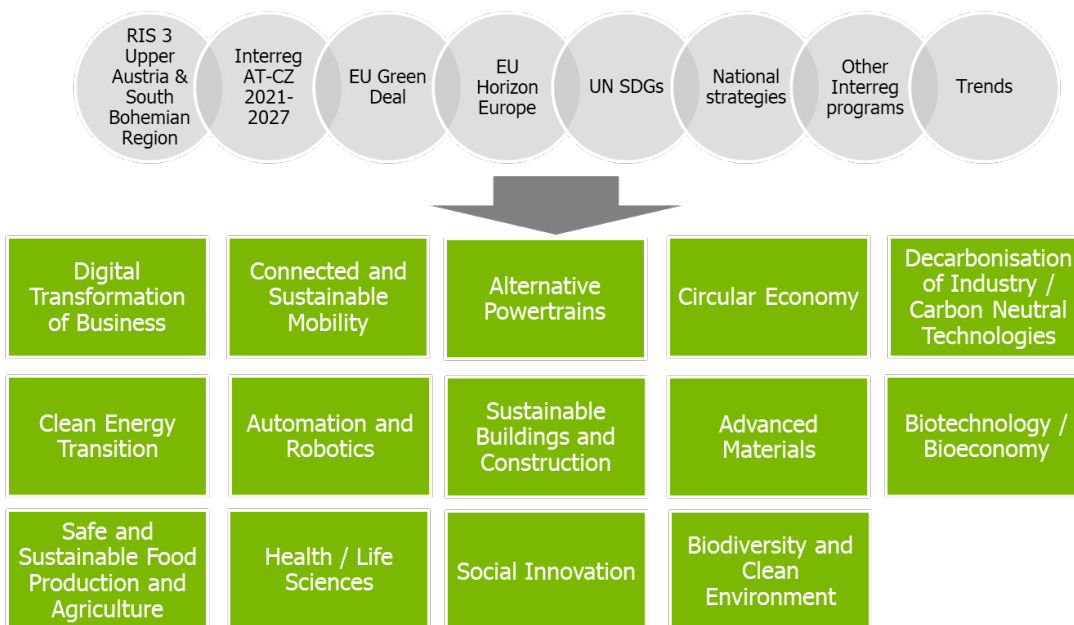 RIS 3
Upper
Austria &
South
Bohemian
Region
Interreg
AT-CZ
2021-
2027
EU Green
Deal
EU
Horizon
Europe
UN SDGs
National
strategies
Other
Interreg
programs
Trends
Digital
Transformation
of Business
Connected and
Sustainable
Mobility
Alternative
Powertrains
Circular Economy
Decarbonisation
of Industry /
Carbon Neutral
Technologies
Clean Energy
Transition
Automation and
Robotics
Sustainable
Buildings and
Construction
Advanced
Materials
Biotechnology /
Bioeconomy
Safe and
Sustainable Food
Production and
Agriculture
Health / Life
Sciences
Social Innovation
Biodiversity and
Clean
Environment